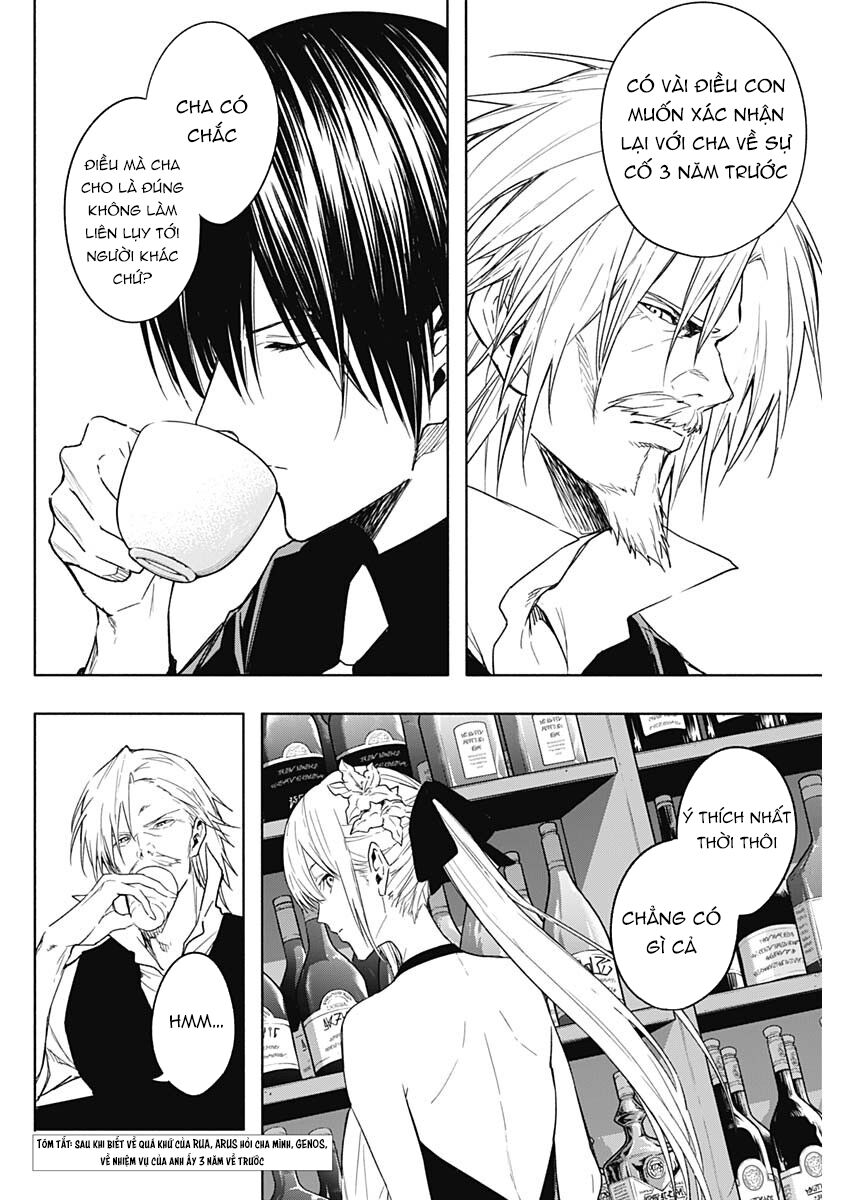 CÓ VÀI ĐIỀU CON
MUỐN XÁC NHẬN
LẠI VỚI CHA VỀ SỰ
CỐ 3 NĂM TRƯỚC
CHA CÓ
CHẮC
ĐIỀU MÀ CHA
CHO LÀ ĐÚNG
KHÔNG LÀM
LIÊN LỤY TỚI
NGƯỜI KHÁC
CHỨ?
Ý THÍCH NHẤT
THỜI THÔI
CHẲNG CÓ
GÌ CẢ
HMM...
TÓM TẮT: SAU KHI BIẾT VỀ QUÁ KHỨ CỦA RUA, ARUS HỎI CHA MÌNH, GENOS,
VỀ NHIỆM VỤ CỦA ANH ẤY 3 NĂM VỀ TRƯỚC